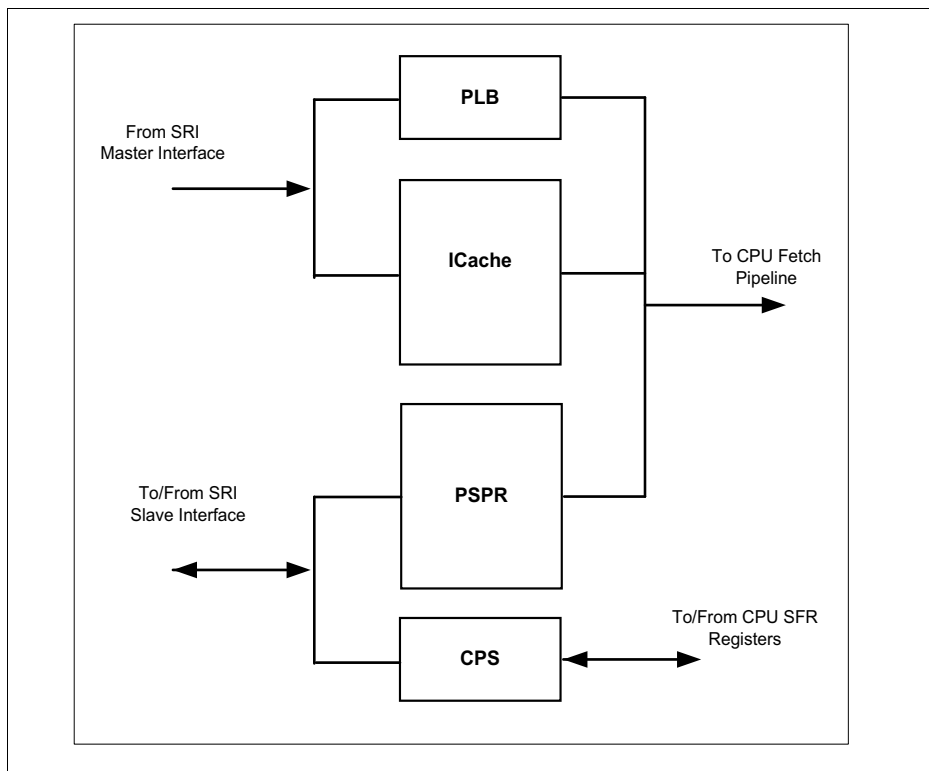 PLB
From SRI
Master Interface
ICache
To CPU Fetch
Pipeline
PSPR
To/From SRI
Slave Interface
To/From CPU SFR
Registers
CPS